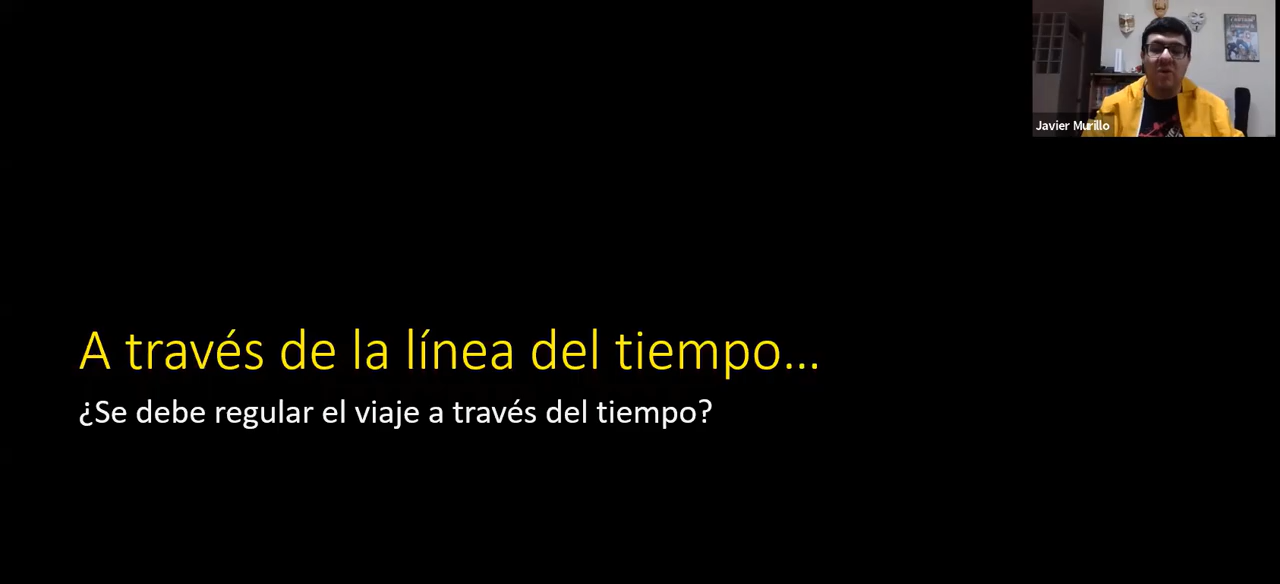 Javier Murillo
A través de la línea del tiempo...
¿Se debe regular el viaje a través del tiempo?